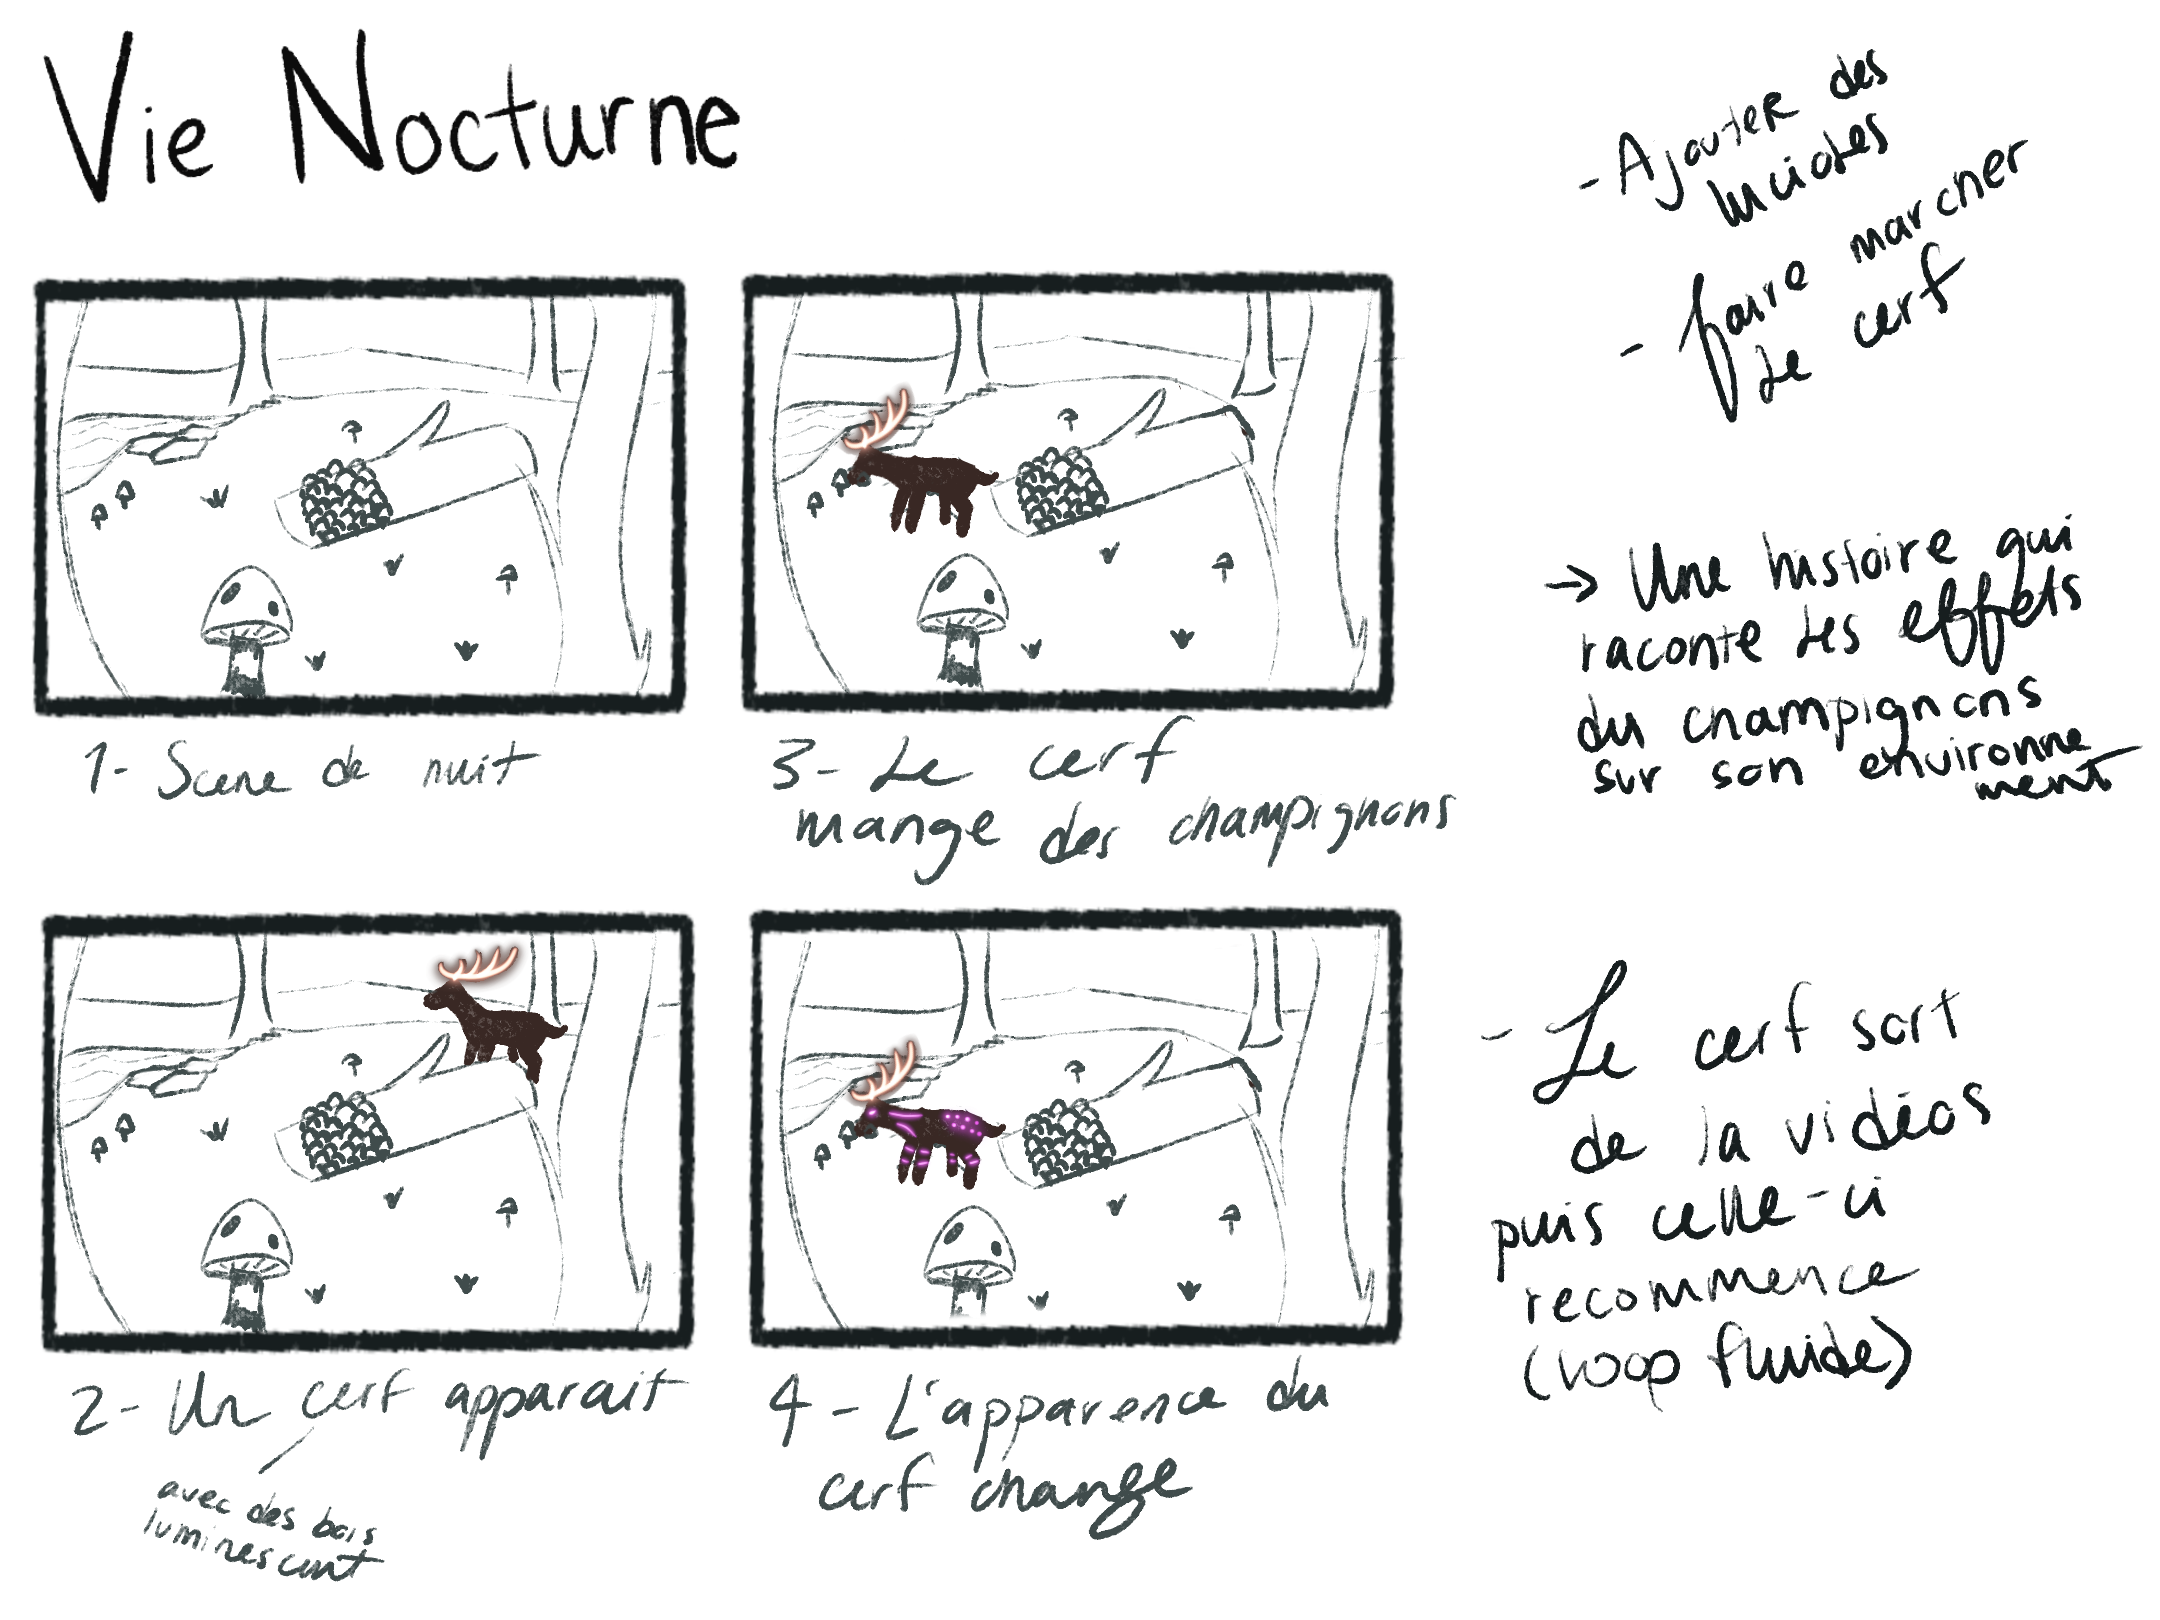 Vie Nocturne
1- Scene de nuit
2- Un cerf apparait
avec des bois
luminescent
3- Le cerf
mange des champignons
4- L'apparence du
cerf change
- Ajouter des
lucioles
- faire marcher
le cerf
→ Une histoire qui
raconte les effets
du champignons
sur son environne
ment
- Le cerf sort
de la vidéos
puis celle-ci
recommence
(loop fluide)